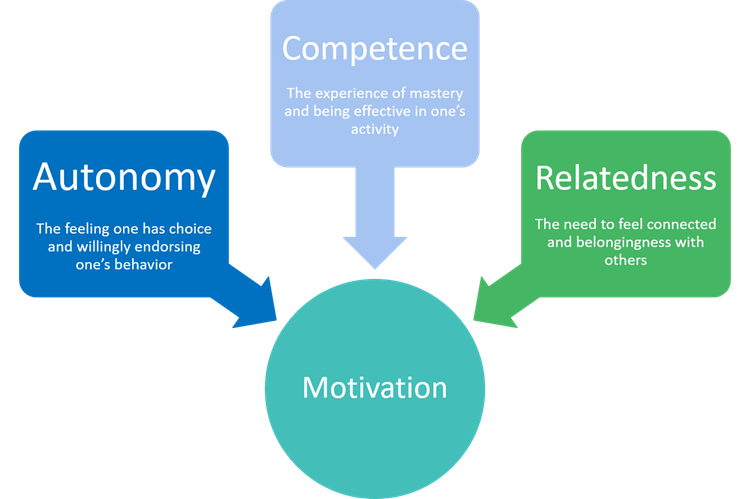 Competence
The experience of mastery
and being effective in one’s
activity
Autonomy
The feeling one has choice
and willingly endorsing
one’s behavior
Relatedness
The need to feel connected
and belongingness with
others
Motivation